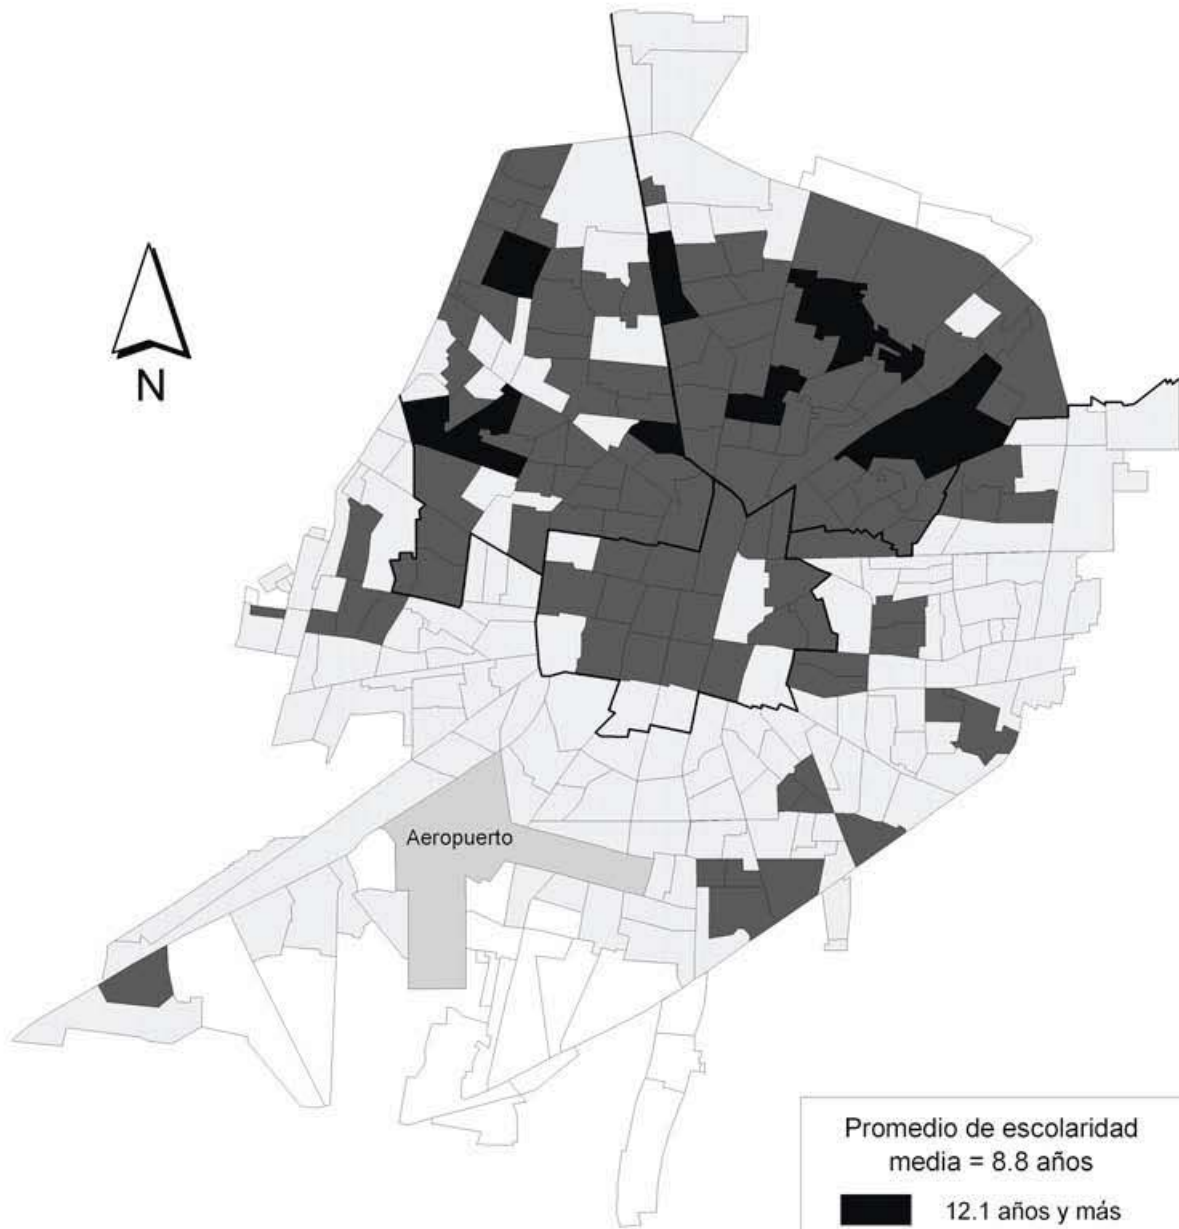 N
Aeropuerto
Promedio de escolaridad
media = 8.8 años
12.1 años y más